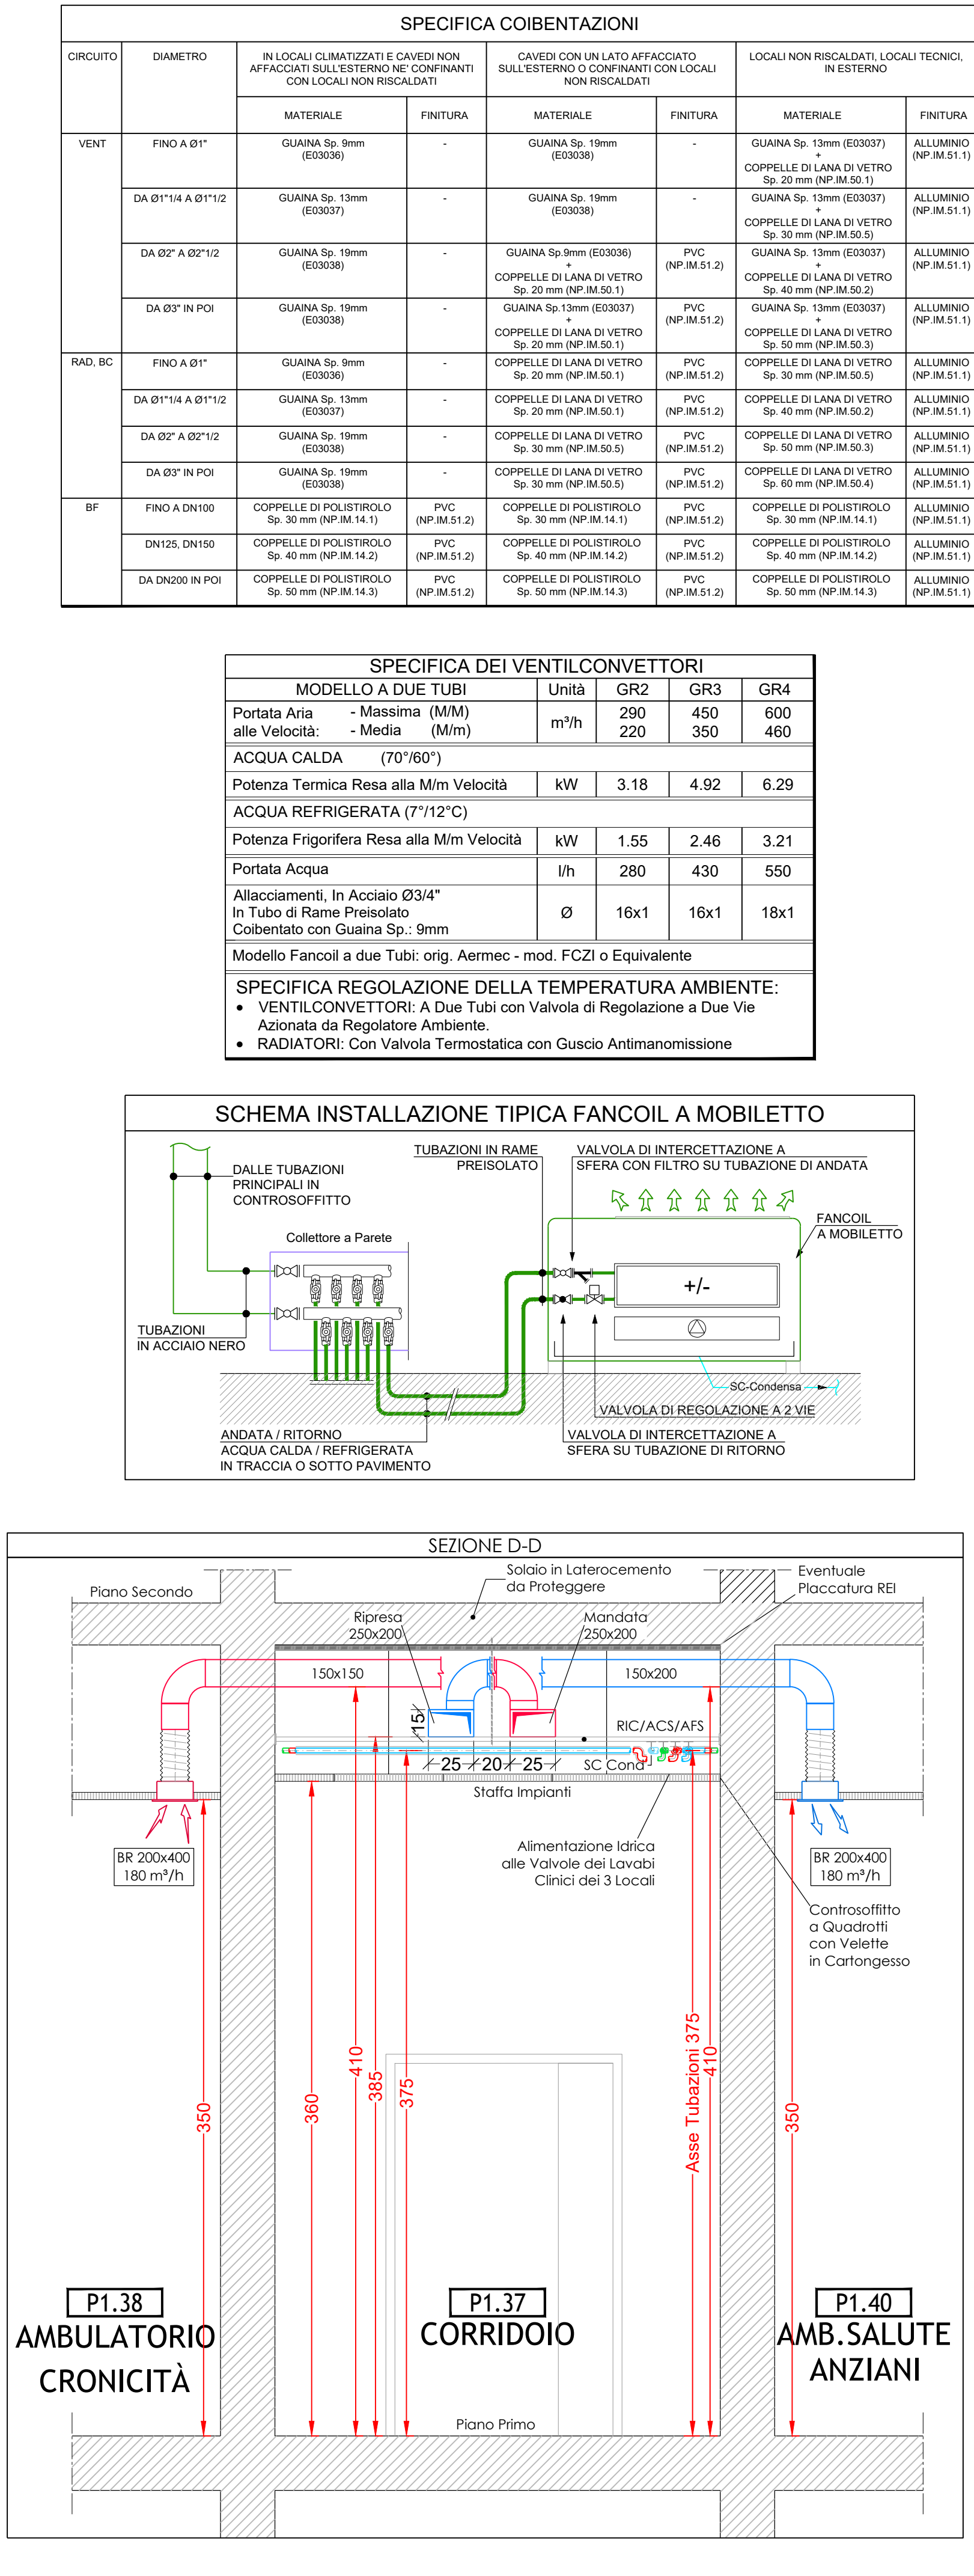 SPECIFICA COIBENTAZIONI
CIRCUITO
DIAMETRO
IN LOCALI CLIMATIZZATI E CAVEDI NON
AFFACCIATI SULL'ESTERNO NE' CONFINANTI
CON LOCALI NON RISCALDATI
CAVEDI CON UN LATO AFFACCIATO
SULL'ESTERNO O CONFINANTI CON LOCALI
NON RISCALDATI
LOCALI NON RISCALDATI, LOCALI TECNICI,
IN ESTERNO
MATERIALE FINITURA MATERIALE FINITURA MATERIALE FINITURA
VENT FINO A Ø1" GUAINA Sp. 9mm - GUAINA Sp. 19mm - GUAINA Sp. 13mm (E03037) ALLUMINIO
(E03036) (E03038) + (NP.IM.51.1)
COPPELLE DI LANA DI VETRO
Sp. 20 mm (NP.IM.50.1)
DA Ø1"1/4 A Ø1"1/2 GUAINA Sp. 13mm - GUAINA Sp. 19mm - GUAINA Sp. 13mm (E03037) ALLUMINIO
(E03037) (E03038) + (NP.IM.51.1)
COPPELLE DI LANA DI VETRO
Sp. 30 mm (NP.IM.50.5)
DA Ø2" A Ø2"1/2 GUAINA Sp. 19mm - GUAINA Sp.9mm (E03036) PVC GUAINA Sp. 13mm (E03037) ALLUMINIO
(E03038) + (NP.IM.51.2) + (NP.IM.51.1)
COPPELLE DI LANA DI VETRO COPPELLE DI LANA DI VETRO
Sp. 20 mm (NP.IM.50.1) Sp. 40 mm (NP.IM.50.2)
DA Ø3" IN POI GUAINA Sp. 19mm - GUAINA Sp.13mm (E03037) PVC GUAINA Sp. 13mm (E03037) ALLUMINIO
(E03038) + (NP.IM.51.2) + (NP.IM.51.1)
COPPELLE DI LANA DI VETRO COPPELLE DI LANA DI VETRO
Sp. 20 mm (NP.IM.50.1) Sp. 50 mm (NP.IM.50.3)
RAD, BC FINO A Ø1" GUAINA Sp. 9mm - COPPELLE DI LANA DI VETRO PVC COPPELLE DI LANA DI VETRO ALLUMINIO
(E03036) Sp. 20 mm (NP.IM.50.1) (NP.IM.51.2) Sp. 30 mm (NP.IM.50.5) (NP.IM.51.1)
DA Ø1"1/4 A Ø1"1/2 GUAINA Sp. 13mm - COPPELLE DI LANA DI VETRO PVC COPPELLE DI LANA DI VETRO ALLUMINIO
(E03037) Sp. 20 mm (NP.IM.50.1) (NP.IM.51.2) Sp. 40 mm (NP.IM.50.2) (NP.IM.51.1)
DA Ø2" A Ø2"1/2 GUAINA Sp. 19mm - COPPELLE DI LANA DI VETRO PVC COPPELLE DI LANA DI VETRO ALLUMINIO
(E03038) Sp. 30 mm (NP.IM.50.5) (NP.IM.51.2) Sp. 50 mm (NP.IM.50.3) (NP.IM.51.1)
DA Ø3" IN POI GUAINA Sp. 19mm - COPPELLE DI LANA DI VETRO PVC COPPELLE DI LANA DI VETRO ALLUMINIO
(E03038) Sp. 30 mm (NP.IM.50.5) (NP.IM.51.2) Sp. 60 mm (NP.IM.50.4) (NP.IM.51.1)
BF FINO A DN100 COPPELLE DI POLISTIROLO PVC COPPELLE DI POLISTIROLO PVC COPPELLE DI POLISTIROLO ALLUMINIO
Sp. 30 mm (NP.IM.14.1) (NP.IM.51.2) Sp. 30 mm (NP.IM.14.1) (NP.IM.51.2) Sp. 30 mm (NP.IM.14.1) (NP.IM.51.1)
DN125, DN150 COPPELLE DI POLISTIROLO PVC COPPELLE DI POLISTIROLO PVC COPPELLE DI POLISTIROLO ALLUMINIO
Sp. 40 mm (NP.IM.14.2) (NP.IM.51.2) Sp. 40 mm (NP.IM.14.2) (NP.IM.51.2) Sp. 40 mm (NP.IM.14.2) (NP.IM.51.1)
DA DN200 IN POI COPPELLE DI POLISTIROLO PVC COPPELLE DI POLISTIROLO PVC COPPELLE DI POLISTIROLO ALLUMINIO
Sp. 50 mm (NP.IM.14.3) (NP.IM.51.2) Sp. 50 mm (NP.IM.14.3) (NP.IM.51.2) Sp. 50 mm (NP.IM.14.3) (NP.IM.51.1)
SPECIFICA DEI VENTILCONVETTORI
MODELLO A DUE TUBI Unità GR2 GR3 GR4
Portata Aria - Massima (M/M) m³/h 290 450 600
alle Velocità: - Media (M/m) 220 350 460
ACQUA CALDA (70°/60°)
Potenza Termica Resa alla M/m Velocità kW 3.18 4.92 6.29
ACQUA REFRIGERATA (7°/12°C)
Potenza Frigorifera Resa alla M/m Velocità kW 1.55 2.46 3.21
Portata Acqua l/h 280 430 550
Allacciamenti, In Acciaio Ø3/4"
In Tubo di Rame Preisolato Ø 16x1 16x1 18x1
Coibentato con Guaina Sp.: 9mm
Modello Fancoil a due Tubi: orig. Aermec - mod. FCZI o Equivalente
SPECIFICA REGOLAZIONE DELLA TEMPERATURA AMBIENTE:
• VENTILCONVETTORI: A Due Tubi con Valvola di Regolazione a Due Vie
Azionata da Regolatore Ambiente.
• RADIATORI: Con Valvola Termostatica con Guscio Antimanomissione
SCHEMA INSTALLAZIONE TIPICA FANCOIL A MOBILETTO
TUBAZIONI IN RAME
PREISOLATO
VALVOLA DI INTERCETTAZIONE A
SFERA CON FILTRO SU TUBAZIONE DI ANDATA
DALLE TUBAZIONI
PRINCIPALI IN
CONTROSOFFITTO
FANCOIL
A MOBILETTO
Collettore a Parete
+/-
TUBAZIONI
IN ACCIAIO NERO
SC-Condensa
VALVOLA DI REGOLAZIONE A 2 VIE
ANDATA / RITORNO
ACQUA CALDA / REFRIGERATA
IN TRACCIA O SOTTO PAVIMENTO
VALVOLA DI INTERCETTAZIONE A
SFERA SU TUBAZIONE DI RITORNO
SEZIONE D-D
Solaio in Laterocemento
da Proteggere
Eventuale
Placcatura REI
Piano Secondo
Ripresa
250x200
Mandata
250x200
150x150
150x200
15
RIC/ACS/AFS
25 20 25
SC Cond
Staffa Impianti
Alimentazione Idrica
alle Valvole dei Lavabi
Clinici dei 3 Locali
BR 200x400
180 m³/h
BR 200x400
180 m³/h
Controsoffitto
a Quadrotti
con Velette
in Cartongesso
350
360
410
385
375
Asse Tubazioni 375
410
350
P1.38
AMBULATORIO
CRONICITÀ
P1.37
CORRIDOIO
P1.40
AMB.SALUTE
ANZIANI
Piano Primo